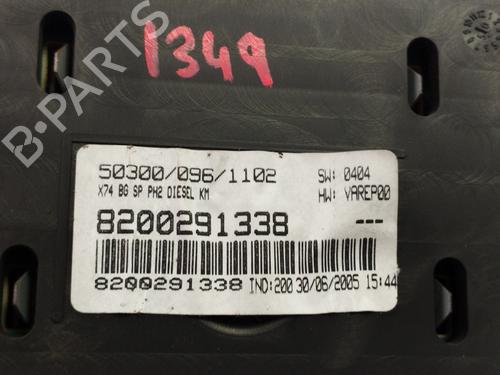 1349
B-PARTS
50300/096/1102
SW: 0404
X74 BG SP PH2 DIESEL KM
HW: VAREP00
8200291338
---
8200291338 IND:200 30/06/2005 15:44